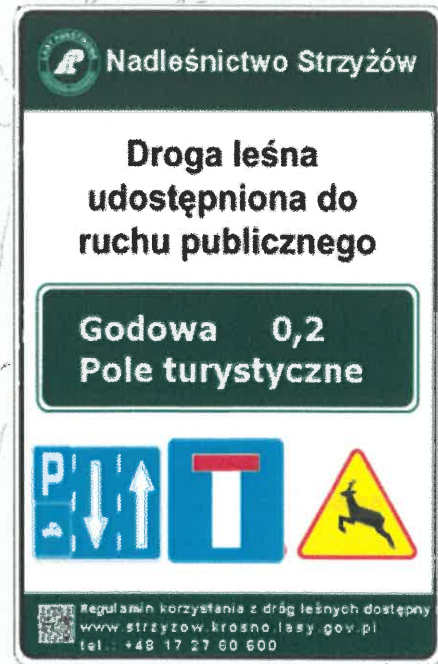 Nadleśnictwo Strzyżów
Droga leśna
udostępniona do
ruchu publicznego
Godowa 0,2
Pole turystyczne
P
Regulamin korzystania z dróg leśnych dostępny
www.strzyzow.krosno.lasy.gov.pl
tel.: +48 17 27 60 600